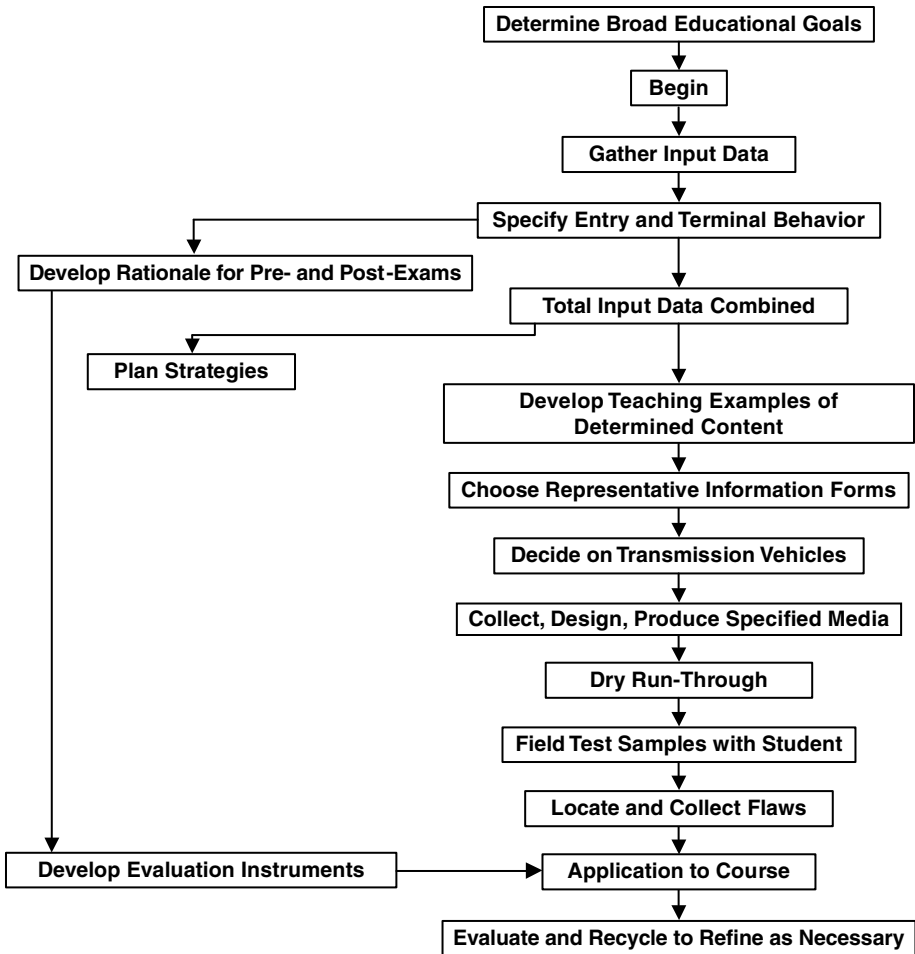 Determine Broad Educational Goals
Begin
Gather Input Data
Specify Entry and Terminal Behavior
Develop Rationale for Pre- and Post-Exams
Total Input Data Combined
Plan Strategies
Develop Teaching Examples of
Determined Content
Choose Representative Information Forms
Decide on Transmission Vehicles
Collect, Design, Produce Specified Media
Dry Run-Through
Field Test Samples with Student
Locate and Collect Flaws
Develop Evaluation Instruments
Application to Course
Evaluate and Recycle to Refine as Necessary